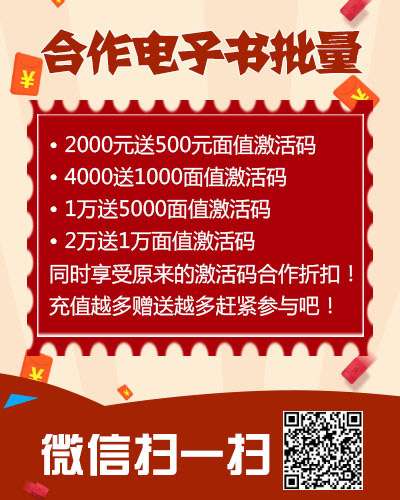 合作电子书批量
¥
¥
• 2000元送500元面值激活码
• 4000送1000面值激活码
• 1万送5000面值激活码
• 2万送1万面值激活码
同时享受原来的激活码合作折扣！
充值越多赠送越多赶紧参与吧！
¥
微信扫一扫